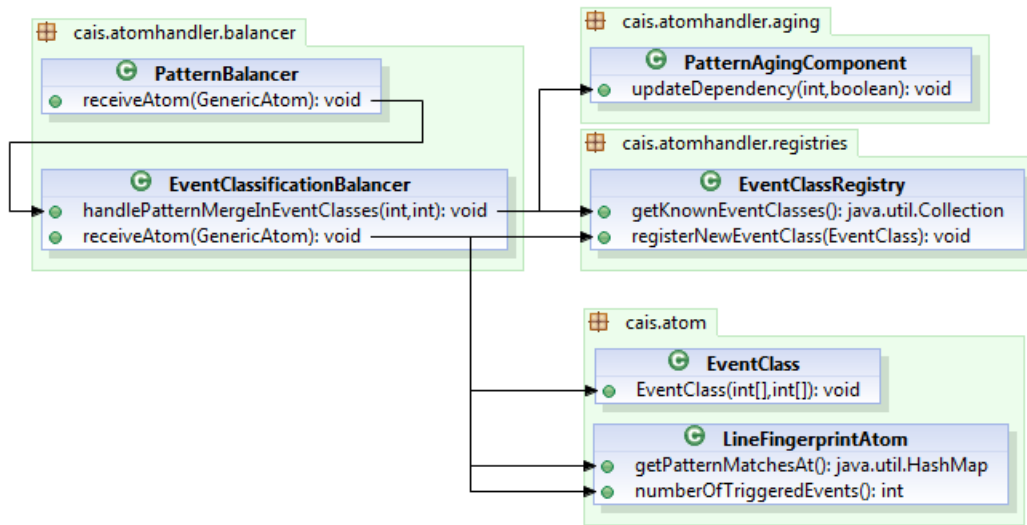 cais.atomhandler.balancer
C PatternBalancer
receiveAtom(GenericAtom): void
C EventClassificationBalancer
handlePatternMergeInEventClasses(int,int): void
receiveAtom(GenericAtom): void
cais.atomhandler.aging
C PatternAgingComponent
updateDependency(int,boolean): void
cais.atomhandler.registries
C EventClassRegistry
getKnownEventClasses(): java.util.Collection
registerNewEventClass(EventClass): void
cais.atom
C EventClass
EventClass(int[],int[]): void
C LineFingerprintAtom
getPatternMatchesAt(): java.util.HashMap
numberOfTriggeredEvents(): int